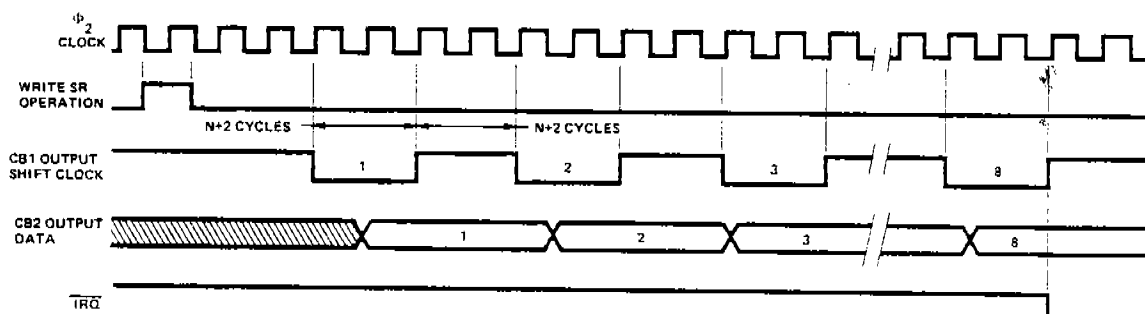 Φ2
CLOCK
WRITE SR
OPERATION
N+2 CYCLES
N+2 CYCLES
CB1 OUTPUT
SHIFT CLOCK
1
2
3
8
CB2 OUTPUT
DATA
1
2
3
8
IRQ